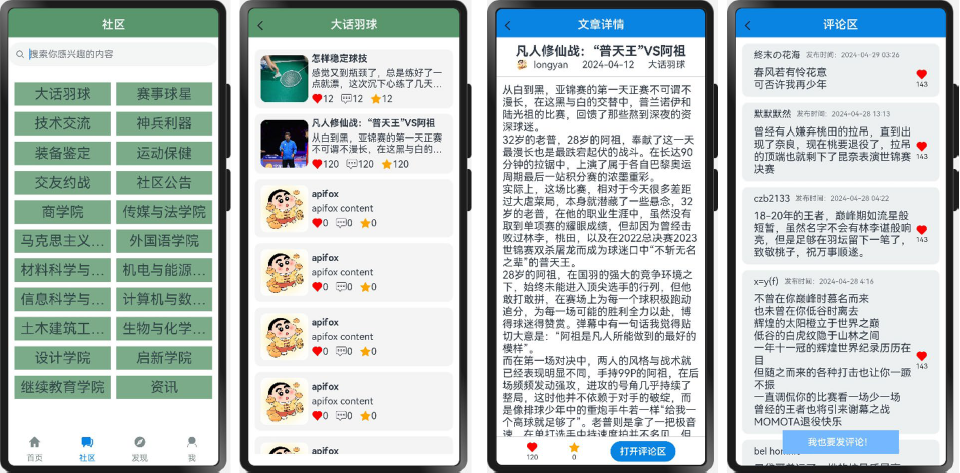 社区
搜索你感兴趣的内容
大话羽球
赛事球星
技术交流
神兵利器
装备鉴定
运动保健
交友约战
社区公告
商学院
传媒与法学院
马克思主义...
外国语学院
材料科学与...
机电与能源...
信息科学与...
计算机与数...
土木建筑工...
生物与化学...
设计学院
启新学院
继续教育学院
资讯
首页
社区
发现
我
大话羽球
怎样稳定球技
感觉又到瓶颈了，总是练好了一
点就漂，这次沉下心练了几天...
12 12 12
凡人修仙战：“普天王”VS阿祖
从白到黑，亚锦赛的第一天正赛
不可谓不漫长，在这黑与白的...
120 120 120
apifox
apifox content
0 0 0
apifox
apifox content
0 0 0
apifox
apifox content
0 0 0
apifox
apifox content
0 0 0
apifox
文章详情
凡人修仙战：“普天王”VS阿祖
longyan 2024-04-12 大话羽球
从白到黑，亚锦赛的第一天正赛不可谓不
漫长，在这黑与白的交替中，普兰诺伊和
陆光祖的比赛，回馈了那些熬到深夜的资
深球迷。
32岁的老普，28岁的阿祖，奉献了这一天
最漫长也是最跌宕起伏的战斗。在长达90
分钟的拉锯中，上演了属于各自巴黎奥运
周期最后一站积分赛的浓墨重彩。
实际上，这场比赛，相对于今天很多差距
过大虐菜局，本身就潜藏了一些悬念，32
岁的老普，在他的职业生涯中，虽然没有
取到单项赛的耀眼成绩，但却因为曾经击
败过林李，桃田，以及在2022总决赛2023
世锦赛双杀屠龙而成为球迷口中“不斩无名
之辈”的普天王。
28岁的阿祖，在国羽的强大的竞争环境之
下，始终未能进入顶尖选手的行列，但他
敢打敢拼，在赛场上为每一个球积极跑动
追分，为每一场可能的胜利全力以赴，博
得球迷得赞赏。弹幕中有一句话我觉得贴
切大意是：“阿祖是凡人所能做到的最好的
模样”。
而在第一场对决中，两人的风格与战术就
已经表现明显不同，手持99P的阿祖，在后
场频频发动强攻，进攻的号角几乎持续了
整局，这时他并不依赖于对手的破绽，而
是像排球少年中的重炮手牛若一样“给我一
个高球就足够了”。老普则是拿了一把极音
120
0
打开评论区
评论区
终末の花海 发布时间：2024-04-29 03:26
春风若有怜花意
可否许我再少年
143
默默默然 发布时间：2024-04-28 13:13
曾经有人嫌弃桃田的拉吊，直到出
现了奈良，现在桃要退役了，拉吊
的顶端也就剩下了昆奈表演世锦赛
决赛
143
czb2133 发布时间：2024-04-28 04:22
18-20年的王者，巅峰期如流星般
短暂，虽然名字不会有林李谌般响
亮，但是足够在羽坛留下一笔了，
致敬桃子，祝万事顺遂。
143
x=y(f) 发布时间：2024-04-28 4:16
不曾在你巅峰时慕名而来
也未曾在你低谷时离去
辉煌的太阳橙立于世界之巅
低谷的白虎纹隐于山林之间
一年十一冠的辉煌世界纪录历历在
目
但随之而来的各种打击也让你一蹶
不振
一直调侃你的比赛看一场少一场
曾经的王者也将引来谢幕之战
MOMOTA退役快乐
143
我也要发评论！